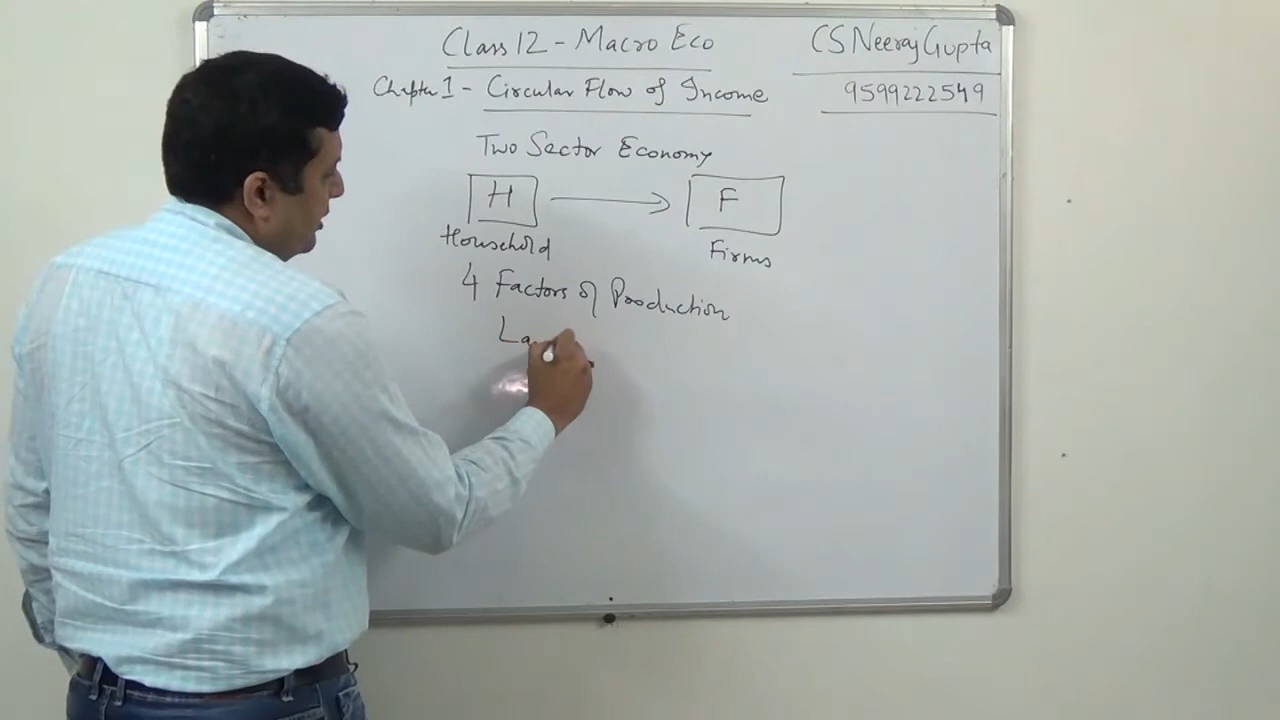 Class 12 - Macro Eco
CS Neeraj Gupta
Chapter 1 - Circular Flow of Income
9599222549
Two Sector Economy
H
F
Household
Firms
4 Factors of Production
La